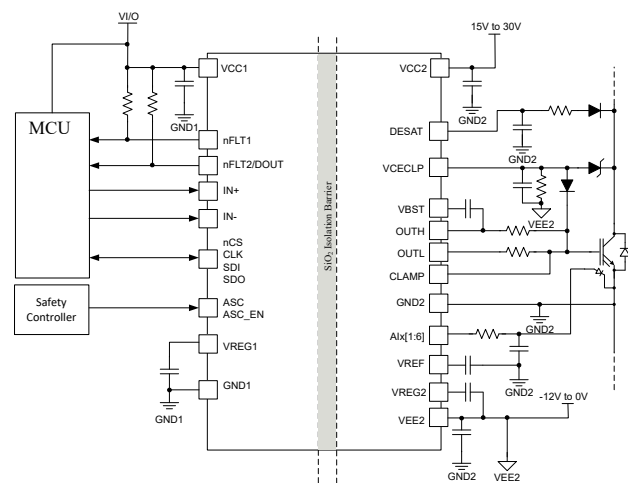 VI/O
15V to 30V
VCC1
VCC2
GND1
GND2
MCU
DESAT
nFLT1
GND2
nFLT2/DOUT
VCECLP
IN+
VBST
VEE2
IN-
OUTH
SiO2 Isolation Barrier
nCS
CLK
SDI
SDO
OUTL
CLAMP
Safety
Controller
ASC
ASC_EN
GND2
GND2
AIx[1:6]
VREG1
VREF
GND2
GND1
VREG2
-12V to 0V
GND1
VEE2
GND2
VEE2